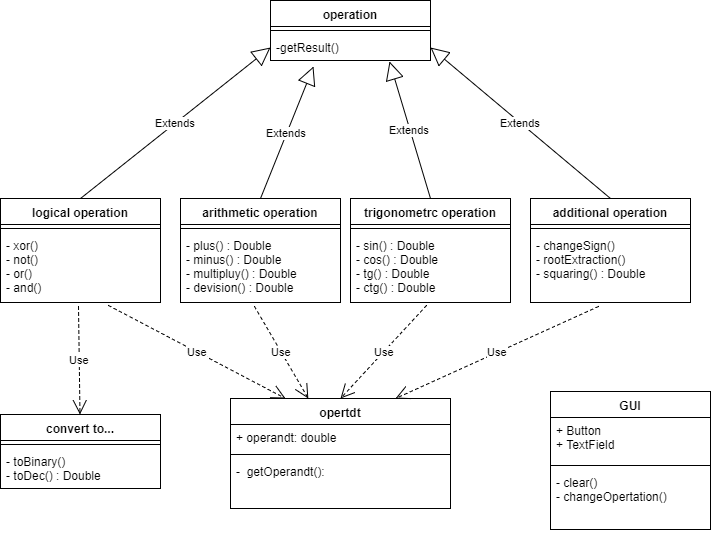 operation
-getResult()
Extends
Extends
Extends
Extends
logical operation
- xor()
- not()
- or()
- and()
arithmetic operation
- plus() : Double
- minus() : Double
- multipluy() : Double
- devision() : Double
trigonometrc operation
- sin() : Double
- cos() : Double
- tg() : Double
- ctg() : Double
additional operation
- changeSign()
- rootExtraction()
- squaring() : Double
Use
Use
Use
Use
Use
convert to...
- toBinary()
- toDec() : Double
opertdt
+ operandt: double
- getOperandt():
GUI
+ Button
+ TextField
- clear()
- changeOpertation()